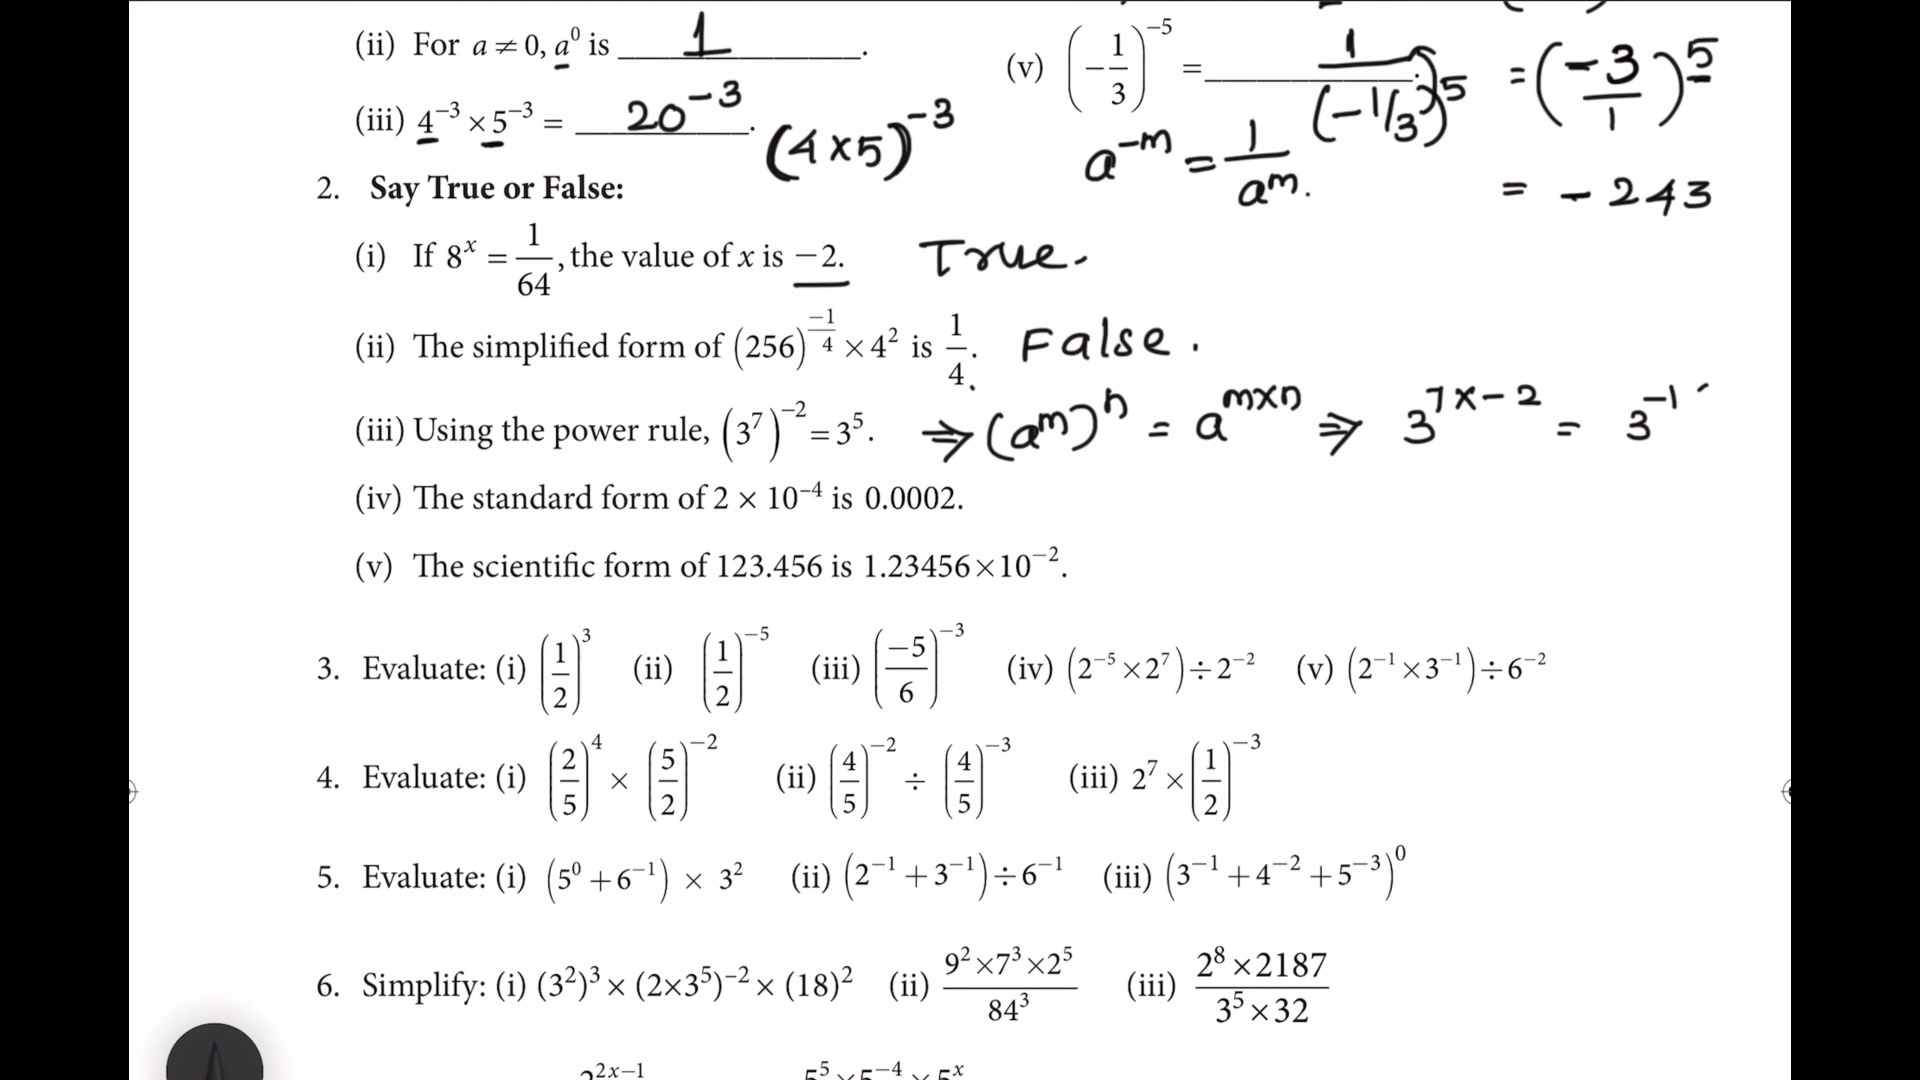 (ii) For a ≠ 0, a⁰ is ____1____.
(v) (−1/3)⁻⁵ = ____ 1/(−1/3)⁵ = (−3/1)⁵
(iii) 4⁻³ × 5⁻³ = ____20⁻³____. (4×5)⁻³
a⁻ᵐ = 1/aᵐ. = −243
2. Say True or False:
(i) If 8ˣ = 1/64, the value of x is −2. True.
(ii) The simplified form of (256)^(−1/4) × 4² is 1/4. False.
(iii) Using the power rule, (3⁷)⁻² = 3⁵. ⇒ (aᵐ)ⁿ = a^(m×n) ⇒ 3^(7×−2) = 3⁻¹
(iv) The standard form of 2 × 10⁻⁴ is 0.0002.
(v) The scientific form of 123.456 is 1.23456×10⁻².
3. Evaluate: (i) (1/2)³ (ii) (1/2)⁻⁵ (iii) (−5/6)⁻³ (iv) (2⁻⁵×2⁷)÷2⁻² (v) (2⁻¹×3⁻¹)÷6⁻²
4. Evaluate: (i) (2/5)⁴ × (5/2)⁻² (ii) (4/5)⁻² ÷ (4/5)⁻³ (iii) 2⁷×(1/2)⁻³
5. Evaluate: (i) (5⁰+6⁻¹) × 3² (ii) (2⁻¹+3⁻¹)÷6⁻¹ (iii) (3⁻¹+4⁻²+5⁻³)⁰
6. Simplify: (i) (3²)³ × (2×3⁵)⁻² × (18)² (ii) (9²×7³×2⁵)/84³ (iii) (2⁸×2187)/(3⁵×32)